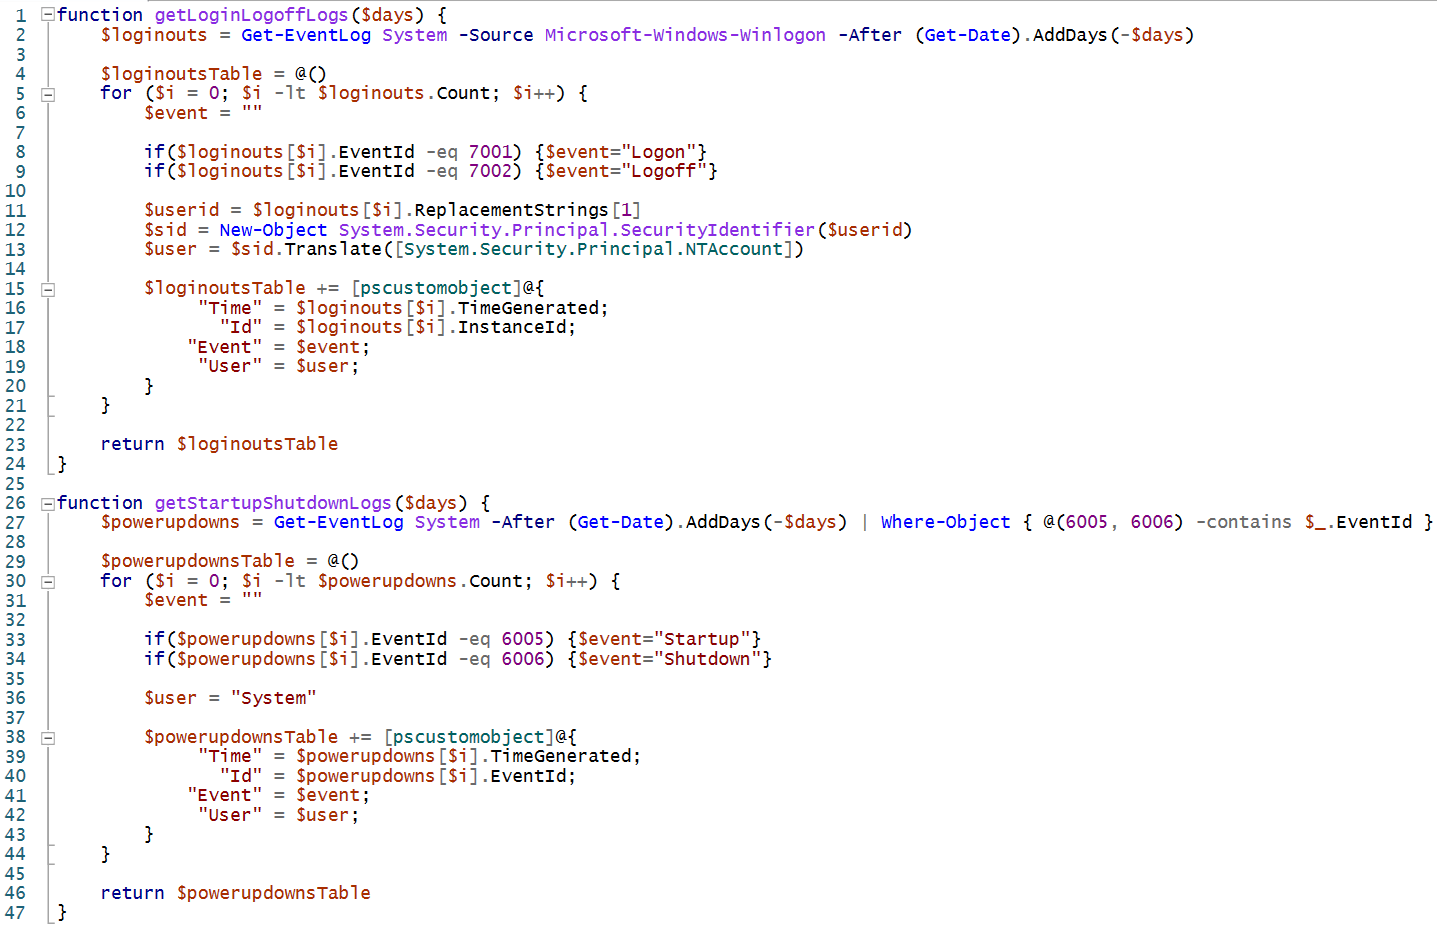 1 function getLoginLogoffLogs($days) {
2     $loginouts = Get-EventLog System -Source Microsoft-Windows-Winlogon -After (Get-Date).AddDays(-$days)
3
4     $loginoutsTable = @()
5     for ($i = 0; $i -lt $loginouts.Count; $i++) {
6         $event = ""
7
8         if($loginouts[$i].EventId -eq 7001) {$event="Logon"}
9         if($loginouts[$i].EventId -eq 7002) {$event="Logoff"}
10
11         $userid = $loginouts[$i].ReplacementStrings[1]
12         $sid = New-Object System.Security.Principal.SecurityIdentifier($userid)
13         $user = $sid.Translate([System.Security.Principal.NTAccount])
14
15         $loginoutsTable += [pscustomobject]@{
16              "Time" = $loginouts[$i].TimeGenerated;
17                "Id" = $loginouts[$i].InstanceId;
18             "Event" = $event;
19              "User" = $user;
20         }
21     }
22
23     return $loginoutsTable
24 }
25
26 function getStartupShutdownLogs($days) {
27     $powerupdowns = Get-EventLog System -After (Get-Date).AddDays(-$days) | Where-Object { @(6005, 6006) -contains $_.EventId }
28
29     $powerupdownsTable = @()
30     for ($i = 0; $i -lt $powerupdowns.Count; $i++) {
31         $event = ""
32
33         if($powerupdowns[$i].EventId -eq 6005) {$event="Startup"}
34         if($powerupdowns[$i].EventId -eq 6006) {$event="Shutdown"}
35
36         $user = "System"
37
38         $powerupdownsTable += [pscustomobject]@{
39              "Time" = $powerupdowns[$i].TimeGenerated;
40                "Id" = $powerupdowns[$i].EventId;
41             "Event" = $event;
42              "User" = $user;
43         }
44     }
45
46     return $powerupdownsTable
47 }